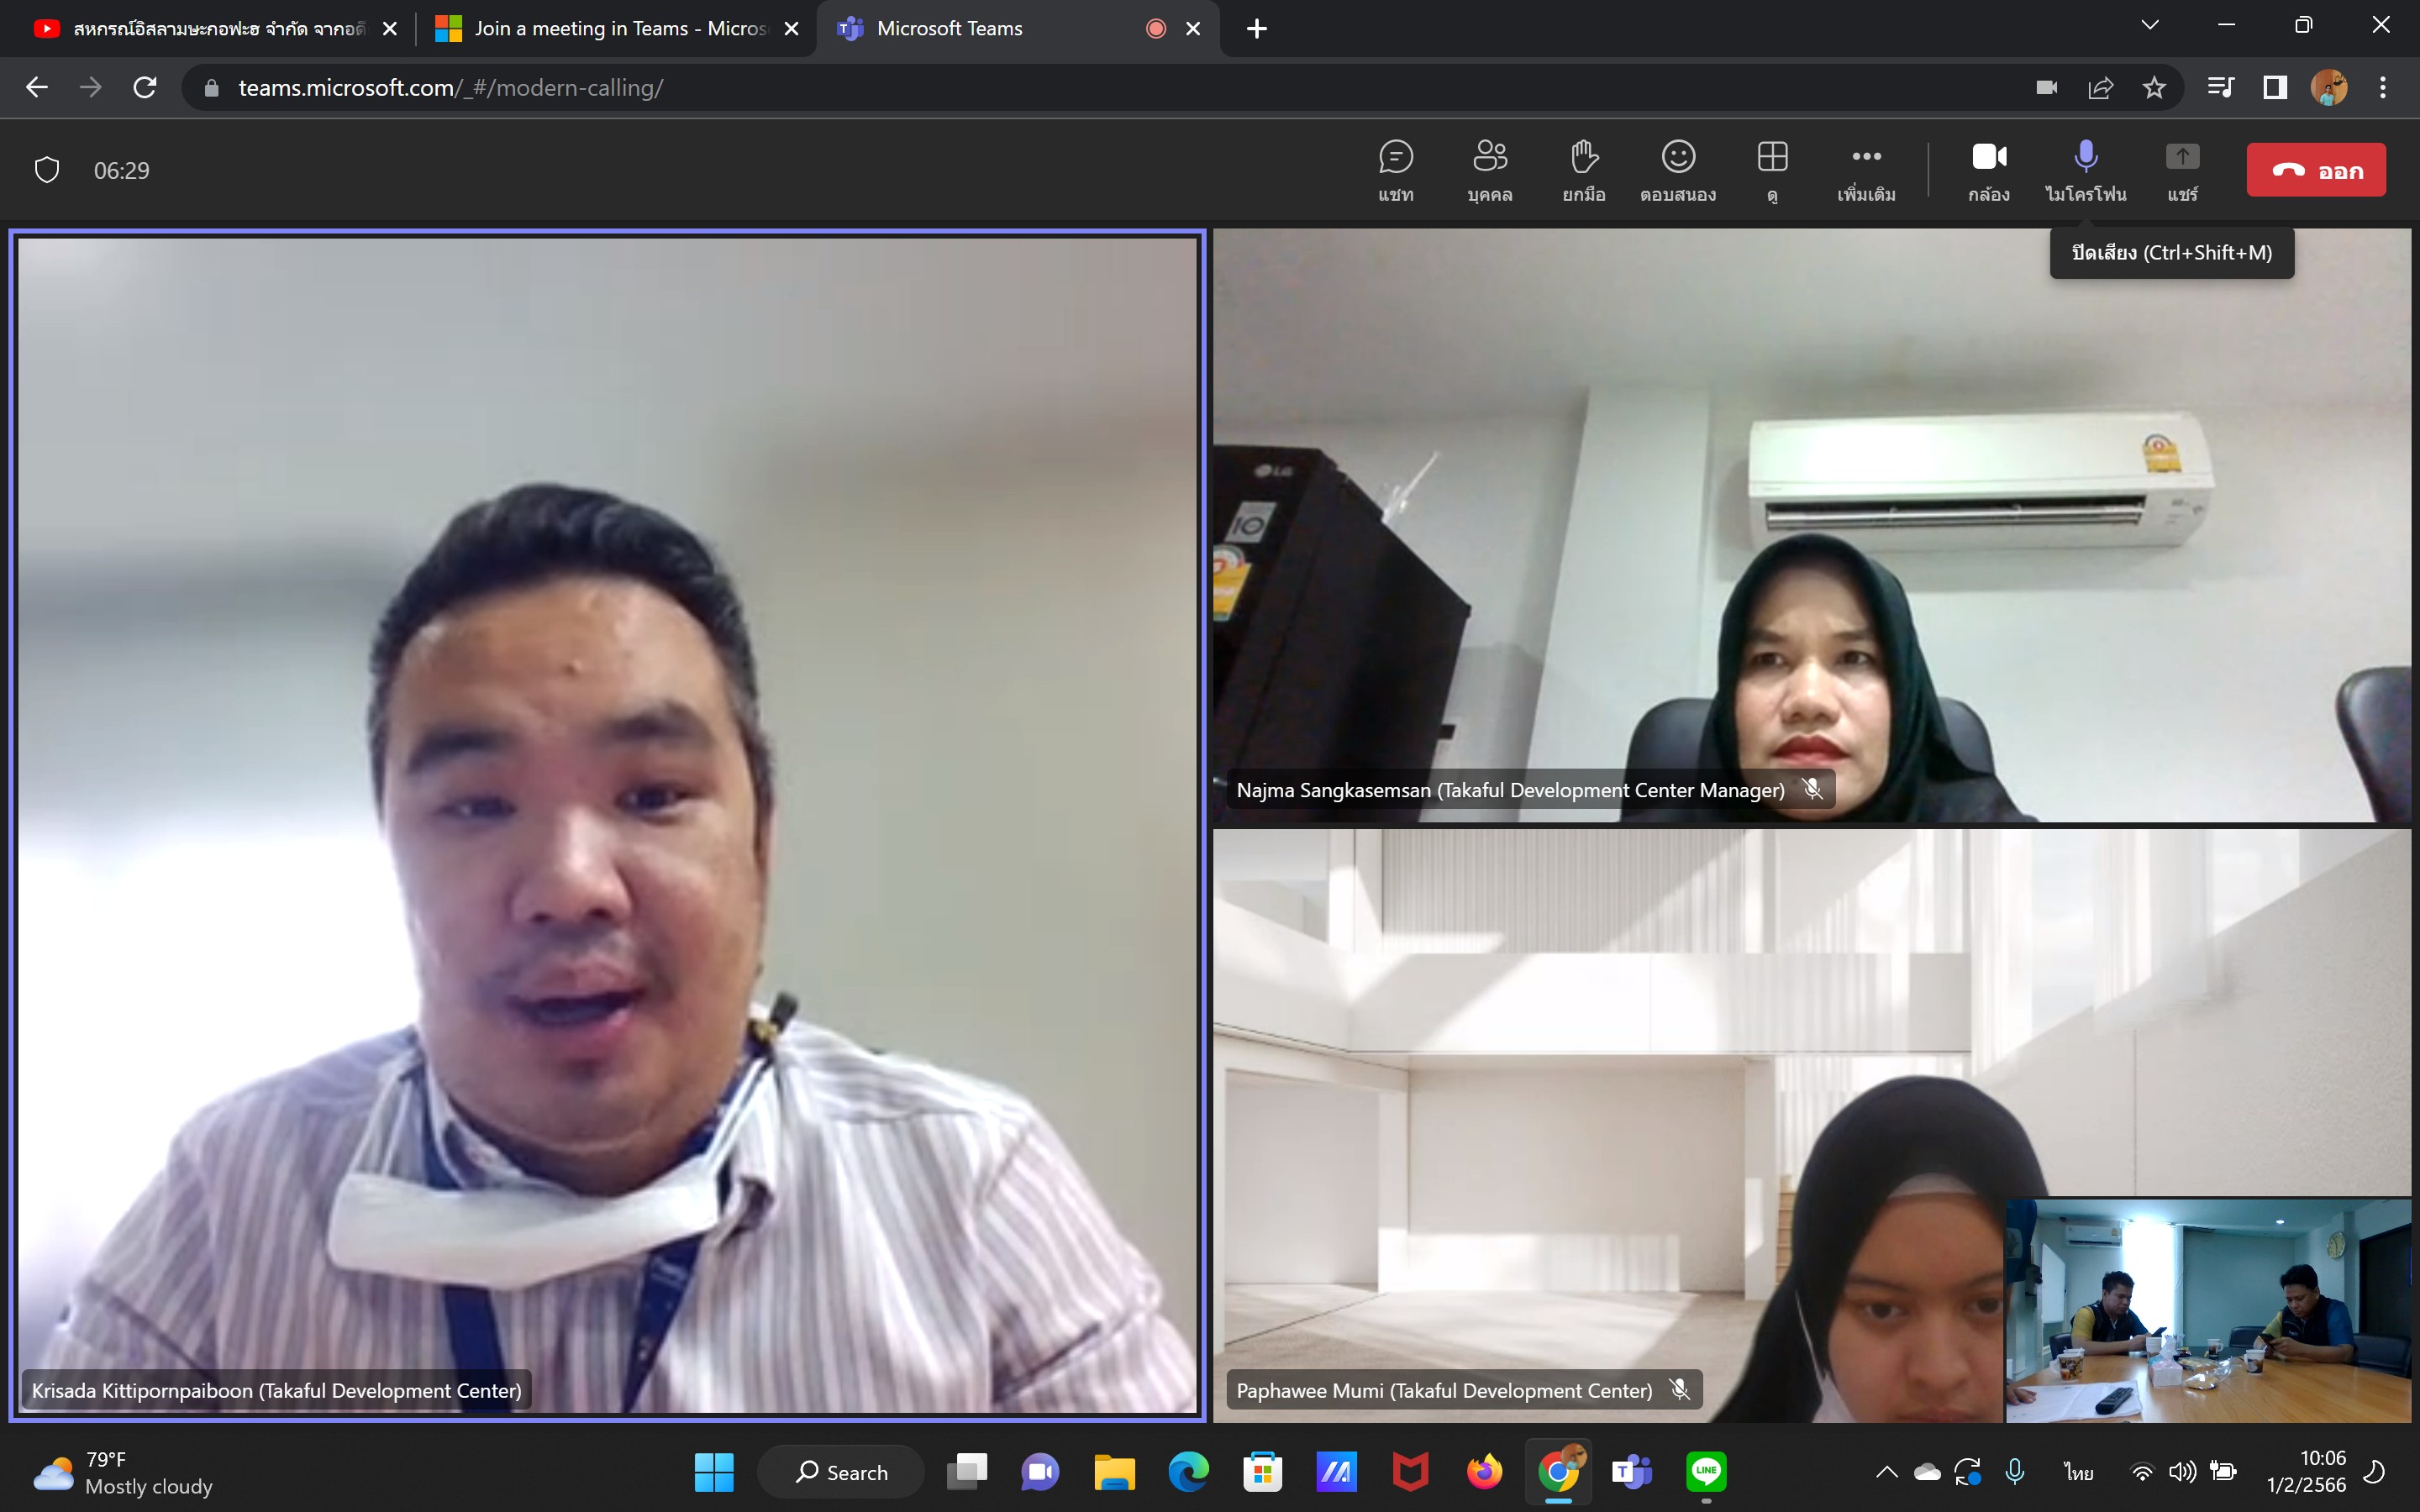 สหกรณ์อิสลามษะกอฟะฮ จำกัด จากอดี
Join a meeting in Teams - Micros
Microsoft Teams
teams.microsoft.com/_#/modern-calling/
06:29
แชท
บุคคล
ยกมือ
ตอบสนอง
ดู
เพิ่มเติม
กล้อง
ไมโครโฟน
แชร์
ออก
ปิดเสียง (Ctrl+Shift+M)
LG
10
Najma Sangkasemsan (Takaful Development Center Manager)
Krisada Kittipornpaiboon (Takaful Development Center)
Paphawee Mumi (Takaful Development Center)
79°F
Mostly cloudy
Search
LINE
ไทย
10:06
1/2/2566